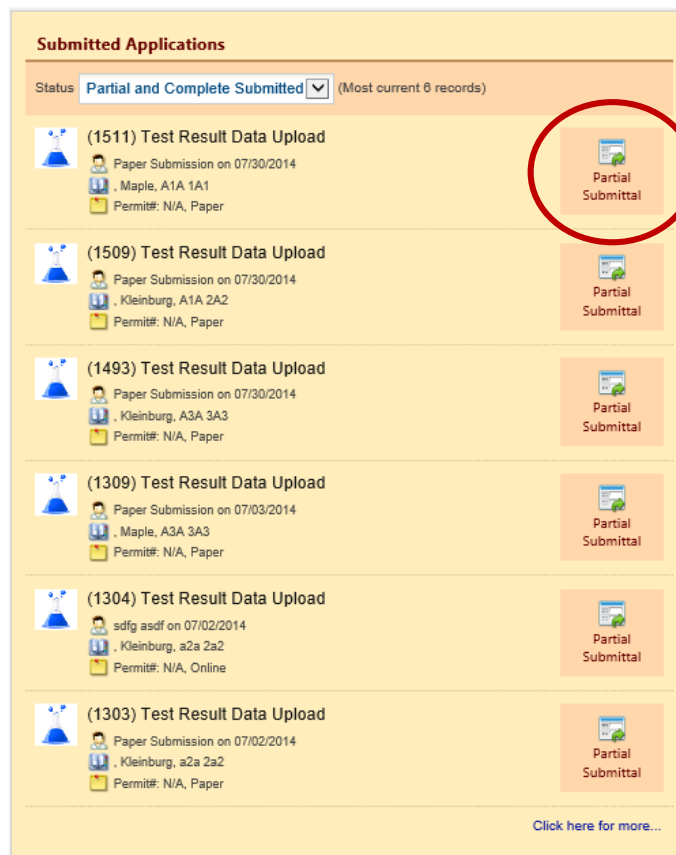 Submitted Applications
Status Partial and Complete Submitted (Most current 6 records)
(1511) Test Result Data Upload
Paper Submission on 07/30/2014
, Maple, A1A 1A1
Permit#: N/A, Paper
Partial
Submittal
(1509) Test Result Data Upload
Paper Submission on 07/30/2014
, Kleinburg, A1A 2A2
Permit#: N/A, Paper
Partial
Submittal
(1493) Test Result Data Upload
Paper Submission on 07/30/2014
, Kleinburg, A3A 3A3
Permit#: N/A, Paper
Partial
Submittal
(1309) Test Result Data Upload
Paper Submission on 07/03/2014
, Maple, A3A 3A3
Permit#: N/A, Paper
Partial
Submittal
(1304) Test Result Data Upload
sdfg asdf on 07/02/2014
, Kleinburg, a2a 2a2
Permit#: N/A, Online
Partial
Submittal
(1303) Test Result Data Upload
Paper Submission on 07/02/2014
, Kleinburg, a2a 2a2
Permit#: N/A, Paper
Partial
Submittal
Click here for more...